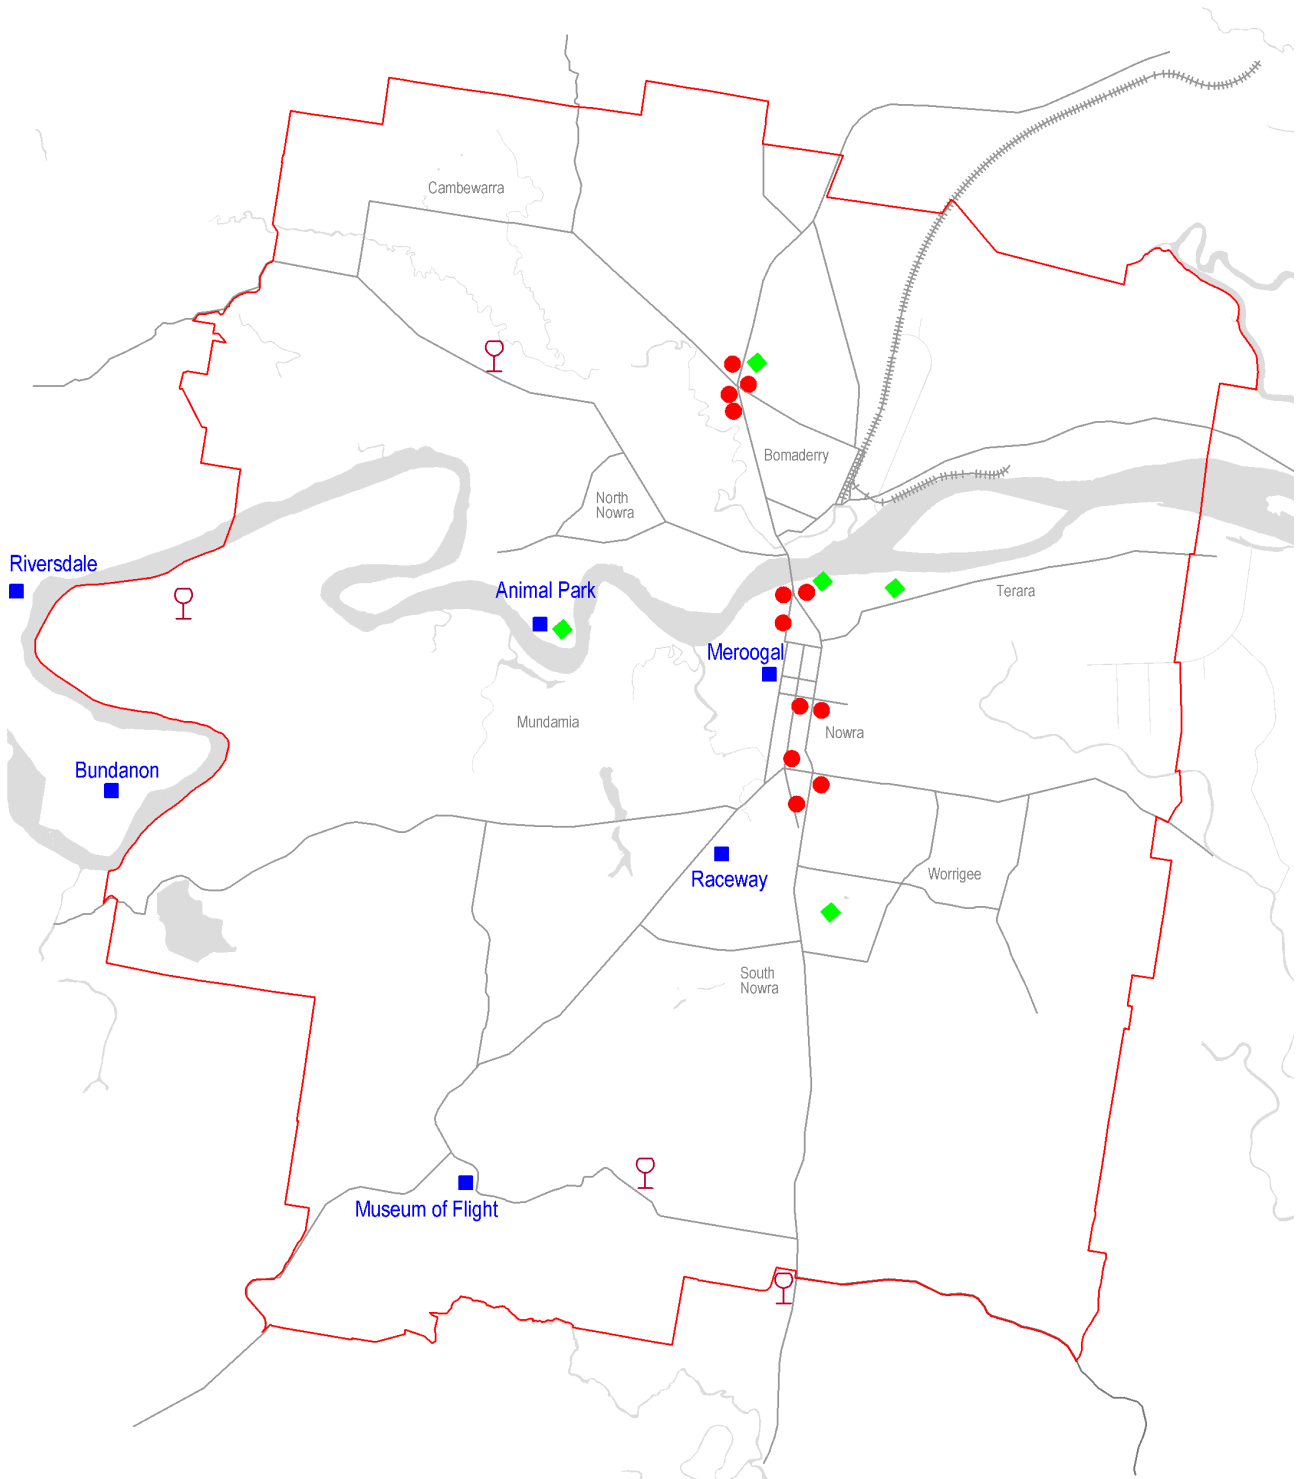 Cambewarra
Bomaderry
North
Nowra
Riversdale
Animal Park
Terara
Meroogal
Mundamia
Nowra
Bundanon
Raceway
Worrigee
South
Nowra
Museum of Flight